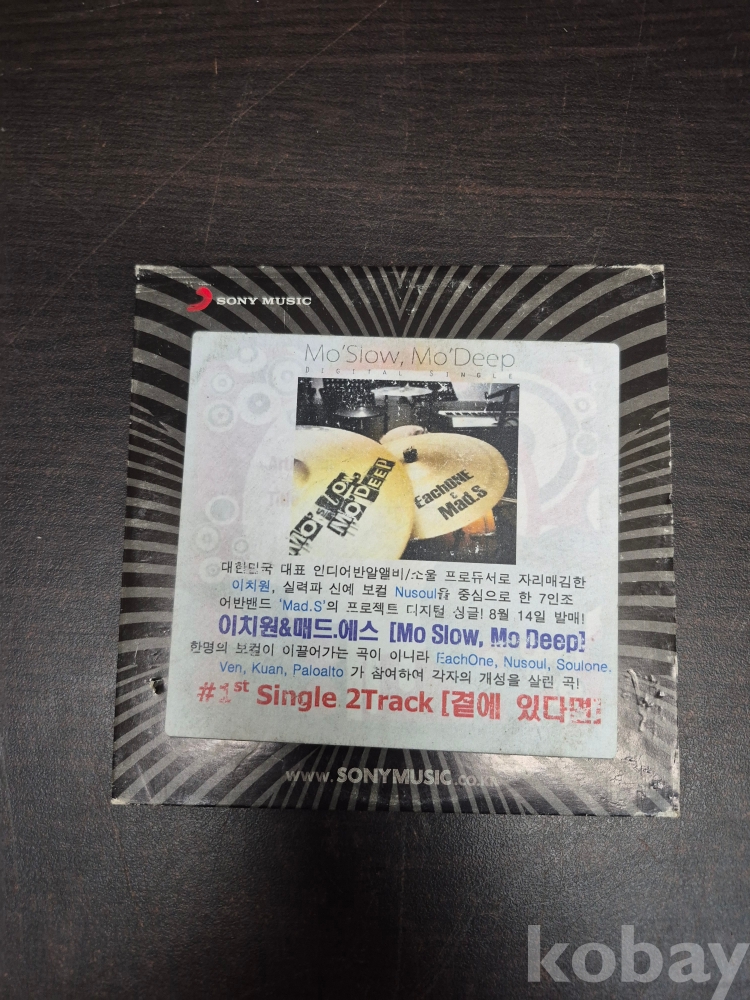 SONY MUSIC
Mo'Slow, Mo'Deep
DIGITAL SINGLE
MO'SLOW,
MO'DEEP
EachONE
&
Mad.S
대한민국 대표 인디어반알앤비/소울 프로듀서로 자리매김한
이치원, 실력파 신예 보컬 Nusoul을 중심으로 한 7인조
어반밴드 'Mad.S'의 프로젝트 디지털 싱글! 8월 14일 발매!
이치원&매드.에스 [Mo Slow, Mo Deep]
한명의 보컬이 이끌어가는 곡이 아니라 EachOne, Nusoul, Soulone.
Ven, Kuan, Paloalto 가 참여하여 각자의 개성을 살린 곡!
#1st Single 2Track [곁에 있다면]
www.SONYMUSIC.co.kr
kobay